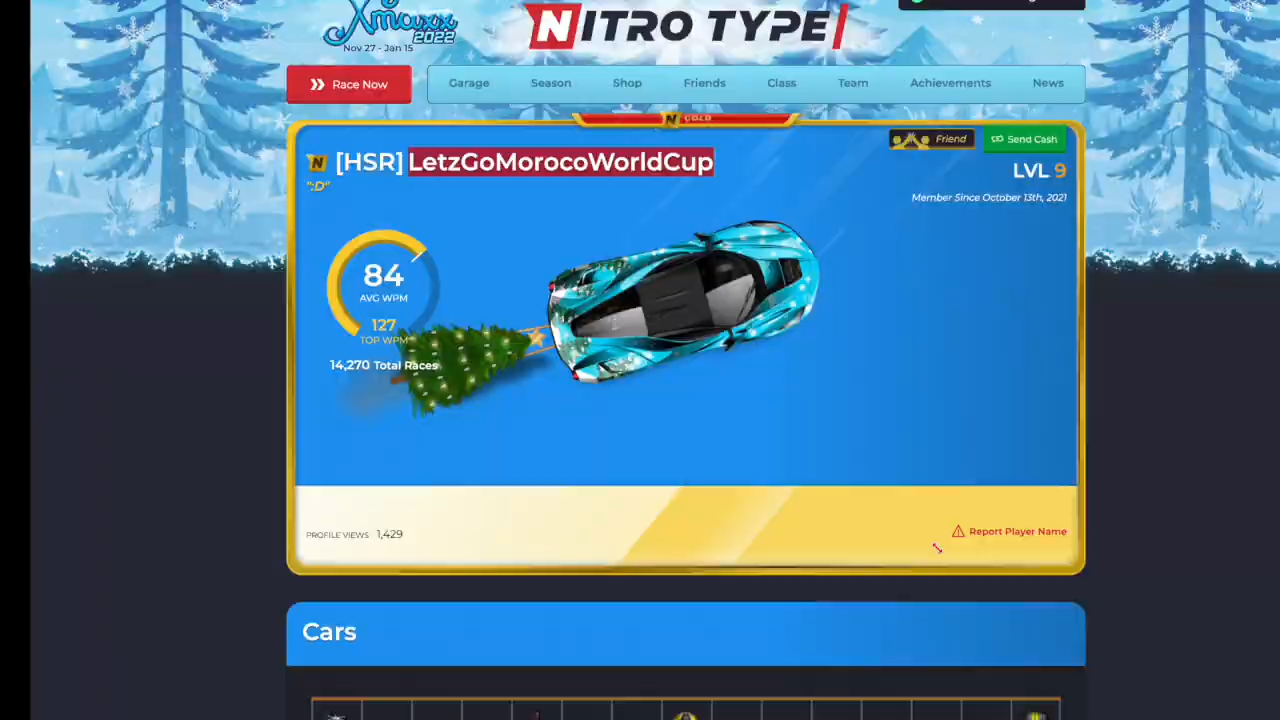 Xmaxx
2022
Nov 27 - Jan 15
NITRO TYPE
Race Now
Garage Season Shop Friends Class Team Achievements News
N GOLD
Friend Send Cash
N [HSR] LetzGoMorocoWorldCup
LVL 9
":D"
Member Since October 13th, 2021
84
AVG WPM
127
TOP WPM
14,270 Total Races
PROFILE VIEWS 1,429
Report Player Name
Cars